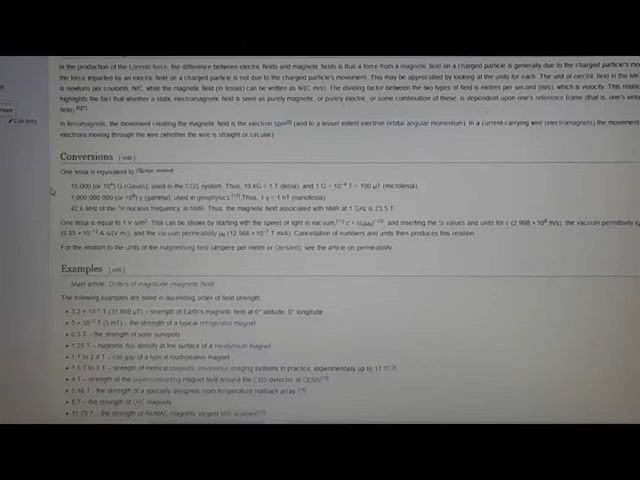 In the production of the Lorentz force, the difference between electric fields and magnetic fields is that a force from a magnetic field on a charged particle is generally due to the charged particle's mo
the force imparted by an electric field on a charged particle is not due to the charged particle's movement. This may be appreciated by looking at the units for each. The unit of electric field in the MK
is newton per coulomb, N/C, while the magnetic field (in teslas) can be written as N/(C·m/s). The dividing factor between the two types of field is metres per second (m/s), which is velocity. This relatio
highlights the fact that whether a static electromagnetic field is seen as purely magnetic, or purely electric, or some combination of these, is dependent upon one's reference frame (that is, one's veloc
field).
In ferromagnets, the movement creating the magnetic field is the electron spin (and to a lesser extent electron orbital angular momentum). In a current-carrying wire (electromagnets) the movement
electrons moving through the wire (whether the wire is straight or circular).
Edit links
Conversions [edit]
One tesla is equivalent to:[page needed]
10,000 (or 10⁴) G (Gauss), used in the CGS system. Thus, 10 kG = 1 T (tesla), and 1 G = 10⁻⁴ T = 100 μT (microtesla).
1,000,000,000 (or 10⁹) γ (gamma), used in geophysics. Thus, 1 γ = 1 nT (nanotesla).
42.6 MHz of the ¹H nucleus frequency, in NMR. Thus, the magnetic field associated with NMR at 1 GHz is 23.5 T.
One tesla is equal to 1 V·s/m². This can be shown by starting with the speed of light in vacuum,[11] c = (ε₀μ₀)⁻¹/², and inserting the SI values and units for c (2.998 × 10⁸ m/s), the vacuum permittivity ε₀
(8.85 × 10⁻¹² A·s/(V·m)), and the vacuum permeability μ₀ (12.566 × 10⁻⁷ T·m/A). Cancellation of numbers and units then produces this relation.
For the relation to the units of the magnetising field (ampere per metre or Oersted), see the article on permeability.
Examples [edit]
Main article: Orders of magnitude (magnetic field)
The following examples are listed in ascending order of field strength.
• 3.2 × 10⁻⁵ T (31.869 μT) – strength of Earth's magnetic field at 0° latitude, 0° longitude
• 5 × 10⁻³ T (5 mT) – the strength of a typical refrigerator magnet
• 0.3 T – the strength of solar sunspots
• 1.25 T – magnetic flux density at the surface of a neodymium magnet
• 1 T to 2.4 T – coil gap of a typical loudspeaker magnet
• 1.5 T to 3 T – strength of medical magnetic resonance imaging systems in practice, experimentally up to 17 T[12]
• 4 T – strength of the superconducting magnet built around the CMS detector at CERN[13]
• 5.16 T – the strength of a specially designed room temperature Halbach array.[14]
• 8 T – the strength of LHC magnets.
• 11.75 T – the strength of INUMAC magnets, largest MRI scanner.[15]